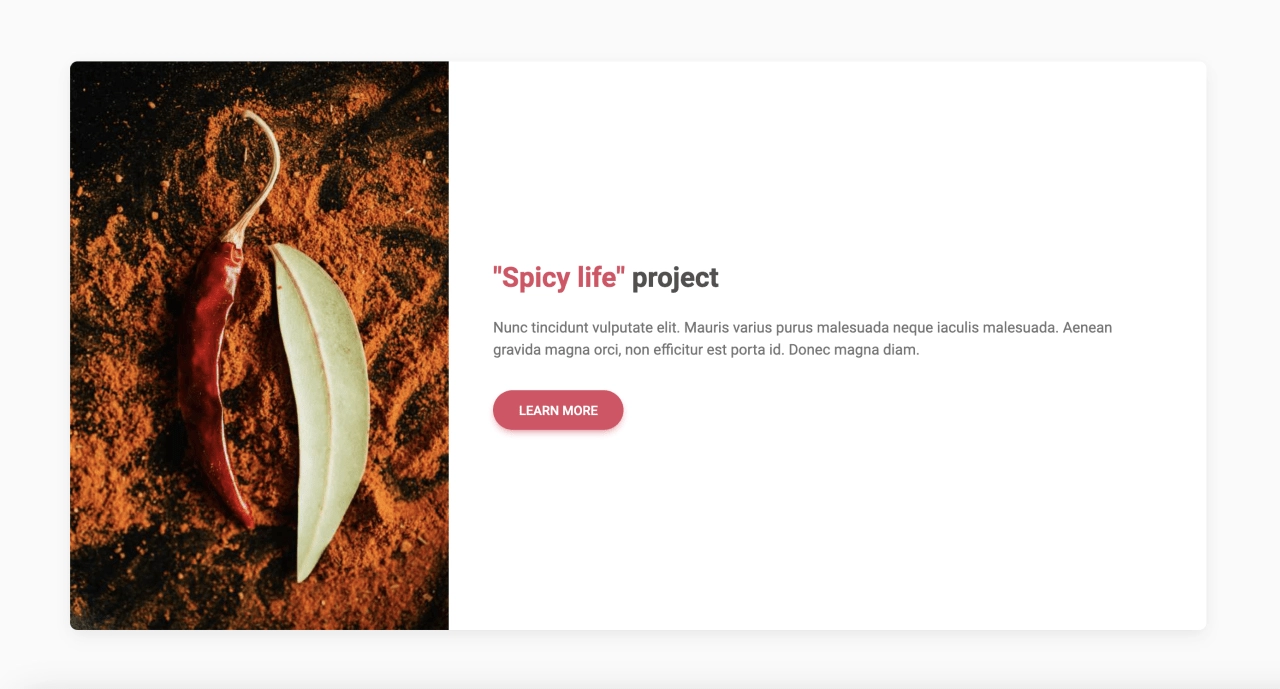 "Spicy life" project
Nunc tincidunt vulputate elit. Mauris varius purus malesuada neque iaculis malesuada. Aenean
gravida magna orci, non efficitur est porta id. Donec magna diam.
LEARN MORE